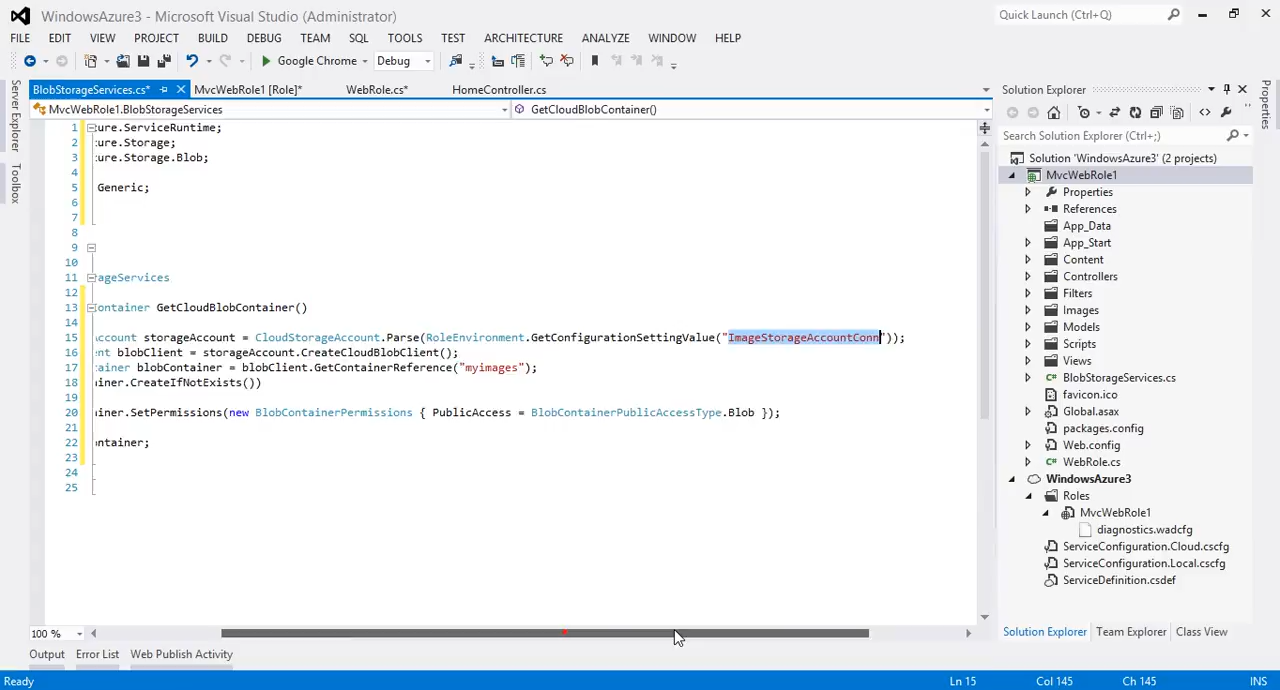 WindowsAzure3 - Microsoft Visual Studio (Administrator)
Quick Launch (Ctrl+Q)
FILE EDIT VIEW PROJECT BUILD DEBUG TEAM SQL TOOLS TEST ARCHITECTURE ANALYZE WINDOW HELP
Google Chrome Debug
BlobStorageServices.cs* MvcWebRole1 [Role]* WebRole.cs* HomeController.cs
MvcWebRole1.BlobStorageServices GetCloudBlobContainer()
Server Explorer
Toolbox
1 ure.ServiceRuntime;
2 ure.Storage;
3 ure.Storage.Blob;
4
5 Generic;
6
7
8
9
10
11 ageServices
12
13 ontainer GetCloudBlobContainer()
14
15 ccount storageAccount = CloudStorageAccount.Parse(RoleEnvironment.GetConfigurationSettingValue("ImageStorageAccountConn"));
16 nt blobClient = storageAccount.CreateCloudBlobClient();
17 ainer blobContainer = blobClient.GetContainerReference("myimages");
18 iner.CreateIfNotExists())
19
20 iner.SetPermissions(new BlobContainerPermissions { PublicAccess = BlobContainerPublicAccessType.Blob });
21
22 ontainer;
23
24
25
100 %
Output Error List Web Publish Activity
Solution Explorer
Search Solution Explorer (Ctrl+;)
Solution 'WindowsAzure3' (2 projects)
MvcWebRole1
Properties
References
App_Data
App_Start
Content
Controllers
Filters
Images
Models
Scripts
Views
BlobStorageServices.cs
favicon.ico
Global.asax
packages.config
Web.config
WebRole.cs
WindowsAzure3
Roles
MvcWebRole1
diagnostics.wadcfg
ServiceConfiguration.Cloud.cscfg
ServiceConfiguration.Local.cscfg
ServiceDefinition.csdef
Solution Explorer Team Explorer Class View
Properties
Ready Ln 15 Col 145 Ch 145 INS